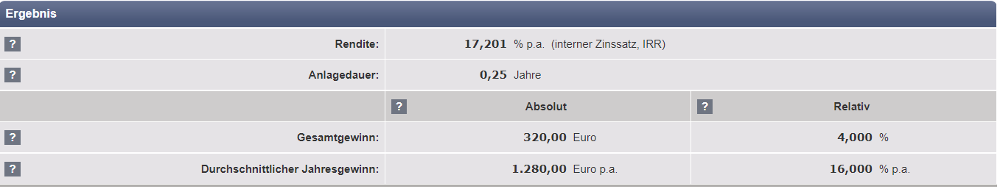 Ergebnis
? Rendite: 17,201 % p.a. (interner Zinssatz, IRR)
? Anlagedauer: 0,25 Jahre
? Absolut ? Relativ
? Gesamtgewinn: 320,00 Euro 4,000 %
? Durchschnittlicher Jahresgewinn: 1.280,00 Euro p.a. 16,000 % p.a.